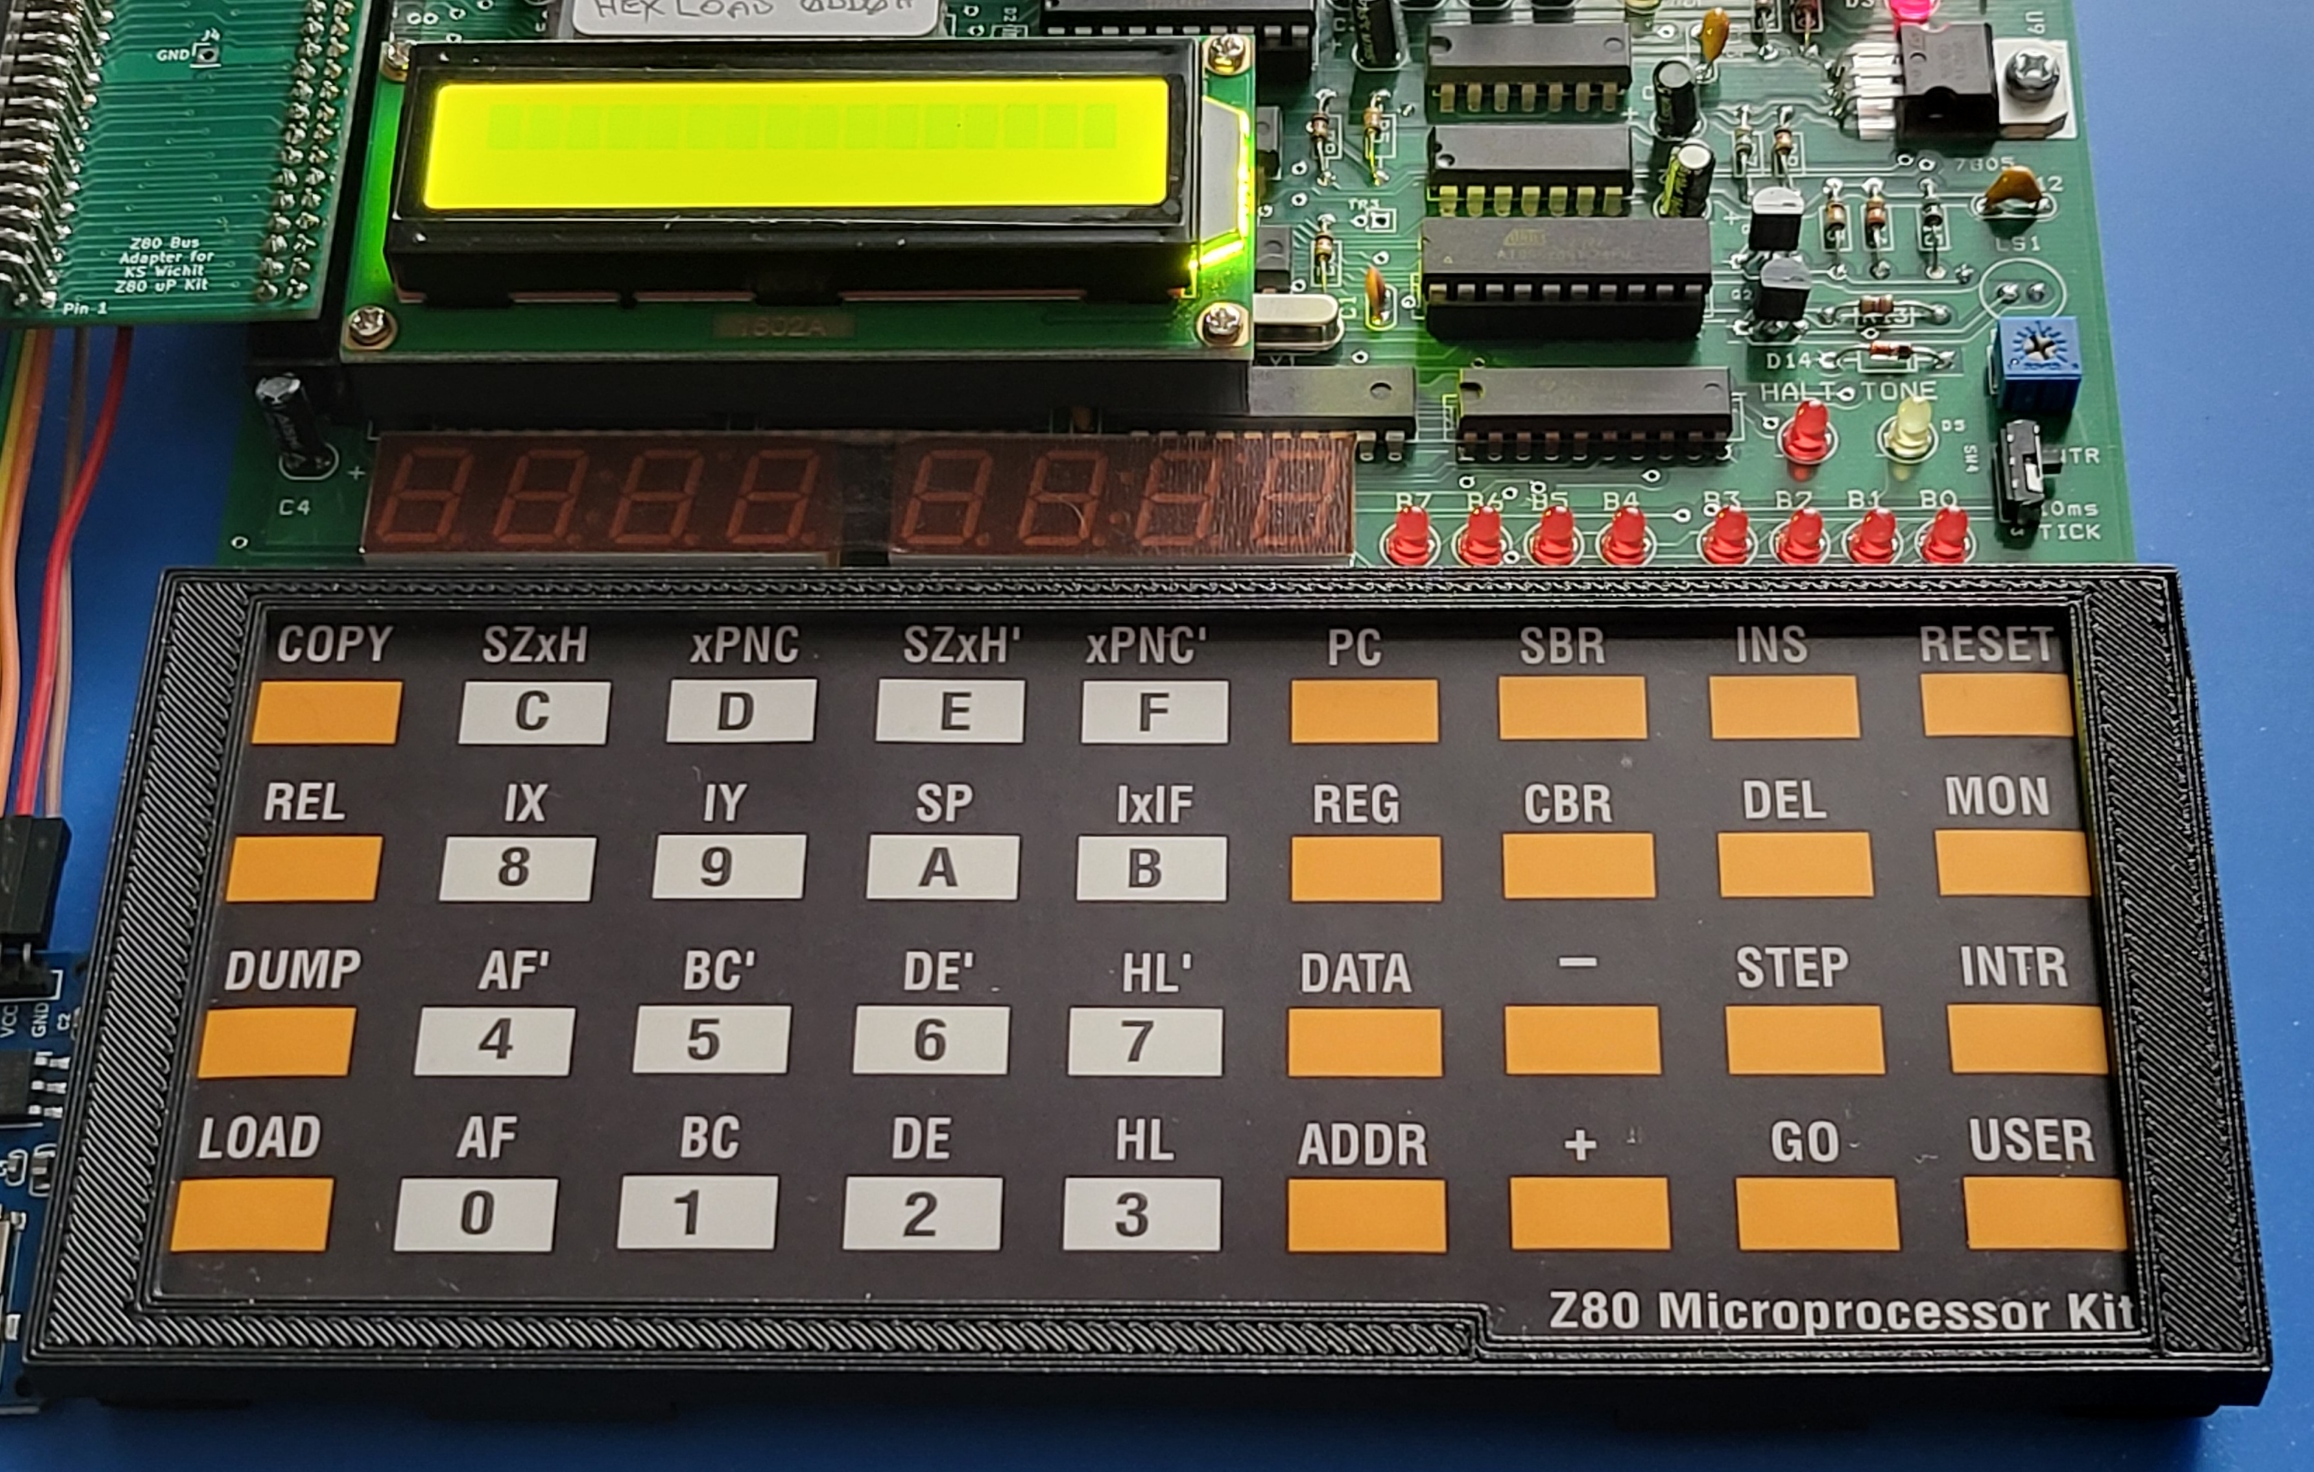 HEX LOAD
GND
Z80 Bus
Adapter for
KS Wichit
Z80 uP Kit
Pin 1
1602A
7805
LS1
C1
Y1
D14
HALT TONE
D5
SW4
C4
+
B7 B6 B5 B4 B3 B2 B1 B0
TICK
COPY SZxH xPNC SZxH' xPNC' PC SBR INS RESET
C D E F
REL IX IY SP IxIF REG CBR DEL MON
8 9 A B
DUMP AF' BC' DE' HL' DATA – STEP INTR
4 5 6 7
LOAD AF BC DE HL ADDR + GO USER
0 1 2 3
Z80 Microprocessor Kit
VCC
GND
C2